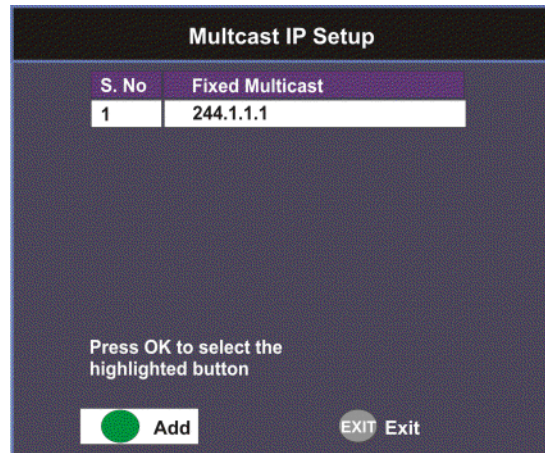 Multcast IP Setup
S. No Fixed Multicast
1 244.1.1.1
Press OK to select the
highlighted button
Add EXIT Exit